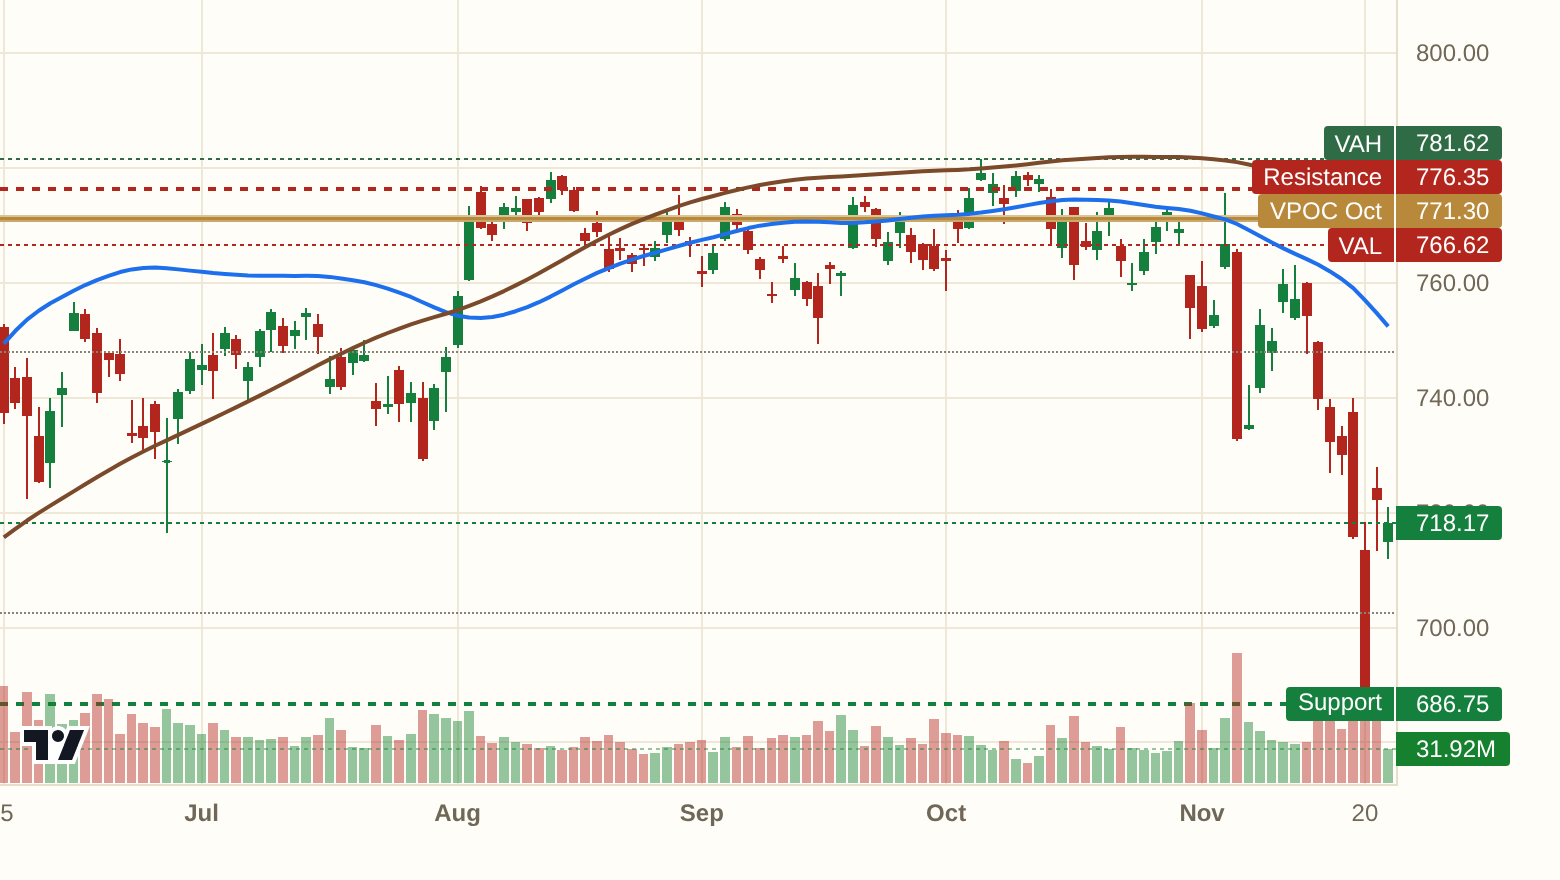 800.00
VAH 781.62
Resistance 776.35
VPOC Oct 771.30
VAL 766.62
760.00
740.00
718.17
700.00
Support 686.75
31.92M
5 Jul Aug Sep Oct Nov 20